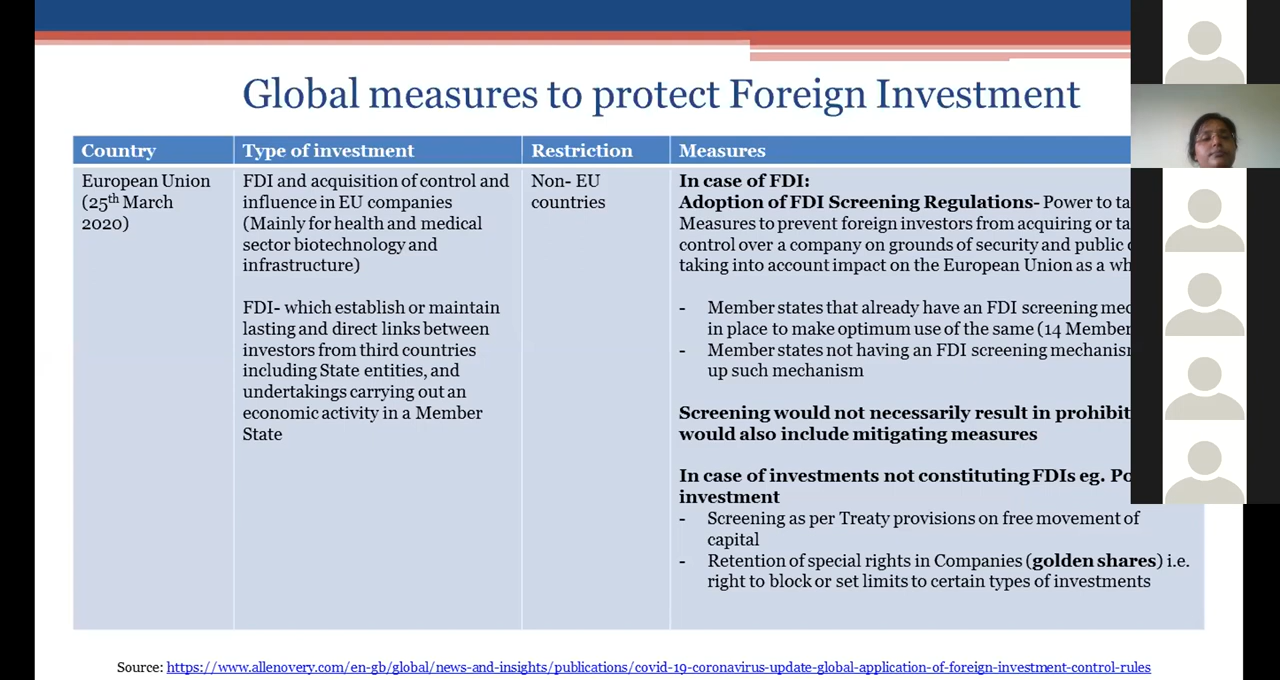 Global measures to protect Foreign Investment
Country
Type of investment
Restriction
Measures
European Union
(25th March
2020)
FDI and acquisition of control and
influence in EU companies
(Mainly for health and medical
sector biotechnology and
infrastructure)
FDI- which establish or maintain
lasting and direct links between
investors from third countries
including State entities, and
undertakings carrying out an
economic activity in a Member
State
Non- EU
countries
In case of FDI:
Adoption of FDI Screening Regulations- Power to
Measures to prevent foreign investors from acquiring or
control over a company on grounds of security and public
taking into account impact on the European Union as a
- Member states that already have an FDI screening
in place to make optimum use of the same (14 Member
- Member states not having an FDI screening
up such mechanism
Screening would not necessarily result in
would also include mitigating measures
In case of investments not constituting FDIs eg.
investment
- Screening as per Treaty provisions on free movement of
capital
- Retention of special rights in Companies (golden shares) i.e.
right to block or set limits to certain types of investments
Source: https://www.allenovery.com/en-gb/global/news-and-insights/publications/covid-19-coronavirus-update-global-application-of-foreign-investment-control-rules